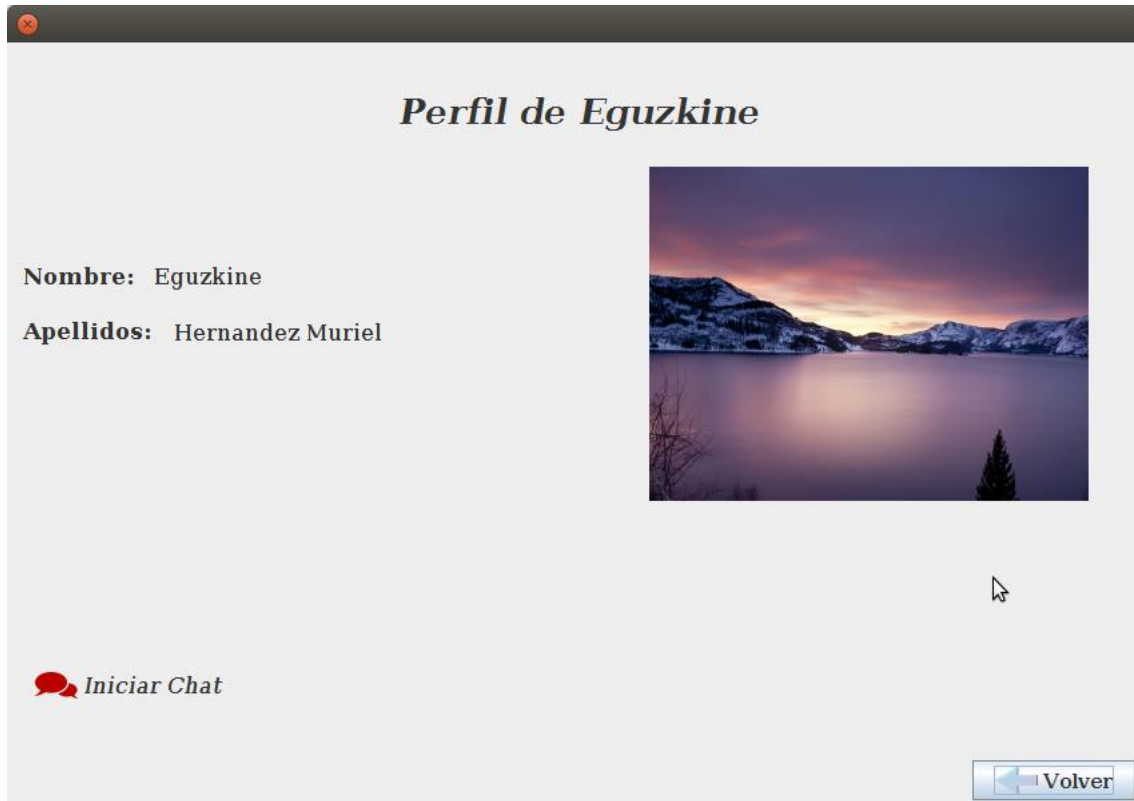 Perfil de Eguzkine
Nombre: Eguzkine
Apellidos: Hernandez Muriel
Iniciar Chat
Volver